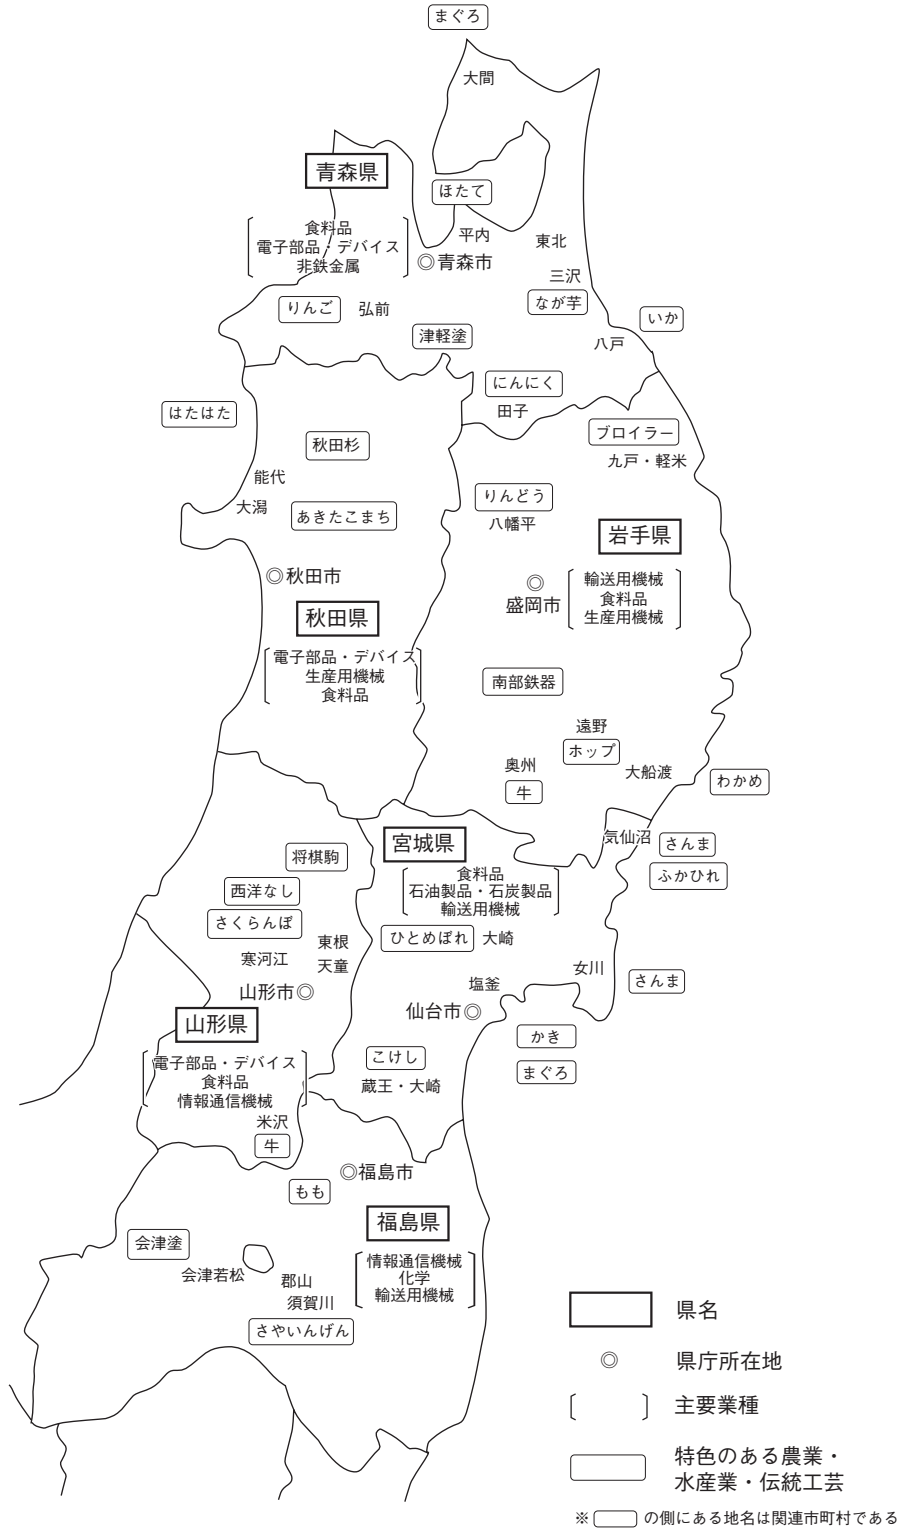 まぐろ
大間
青森県
ほたて
食料品
電子部品・デバイス
非鉄金属
平内
東北
◎青森市
三沢
なが芋
りんご
弘前
いか
津軽塗
八戸
にんにく
田子
はたはた
ブロイラー
九戸・軽米
秋田杉
能代
大潟
あきたこまち
りんどう
八幡平
岩手県
◎秋田市
◎
盛岡市
輸送用機械
食料品
生産用機械
秋田県
電子部品・デバイス
生産用機械
食料品
南部鉄器
遠野
ホップ
奥州
牛
大船渡
わかめ
気仙沼
さんま
ふかひれ
宮城県
食料品
石油製品・石炭製品
輸送用機械
将棋駒
西洋なし
さくらんぼ
東根
寒河江
天童
山形市◎
ひとめぼれ
大崎
女川
さんま
塩釜
仙台市◎
かき
まぐろ
山形県
電子部品・デバイス
食料品
情報通信機械
米沢
牛
こけし
蔵王・大崎
◎福島市
もも
福島県
情報通信機械
化学
輸送用機械
会津塗
会津若松
郡山
須賀川
さやいんげん
県名
◎
県庁所在地
主要業種
特色のある農業・
水産業・伝統工芸
※ の側にある地名は関連市町村である